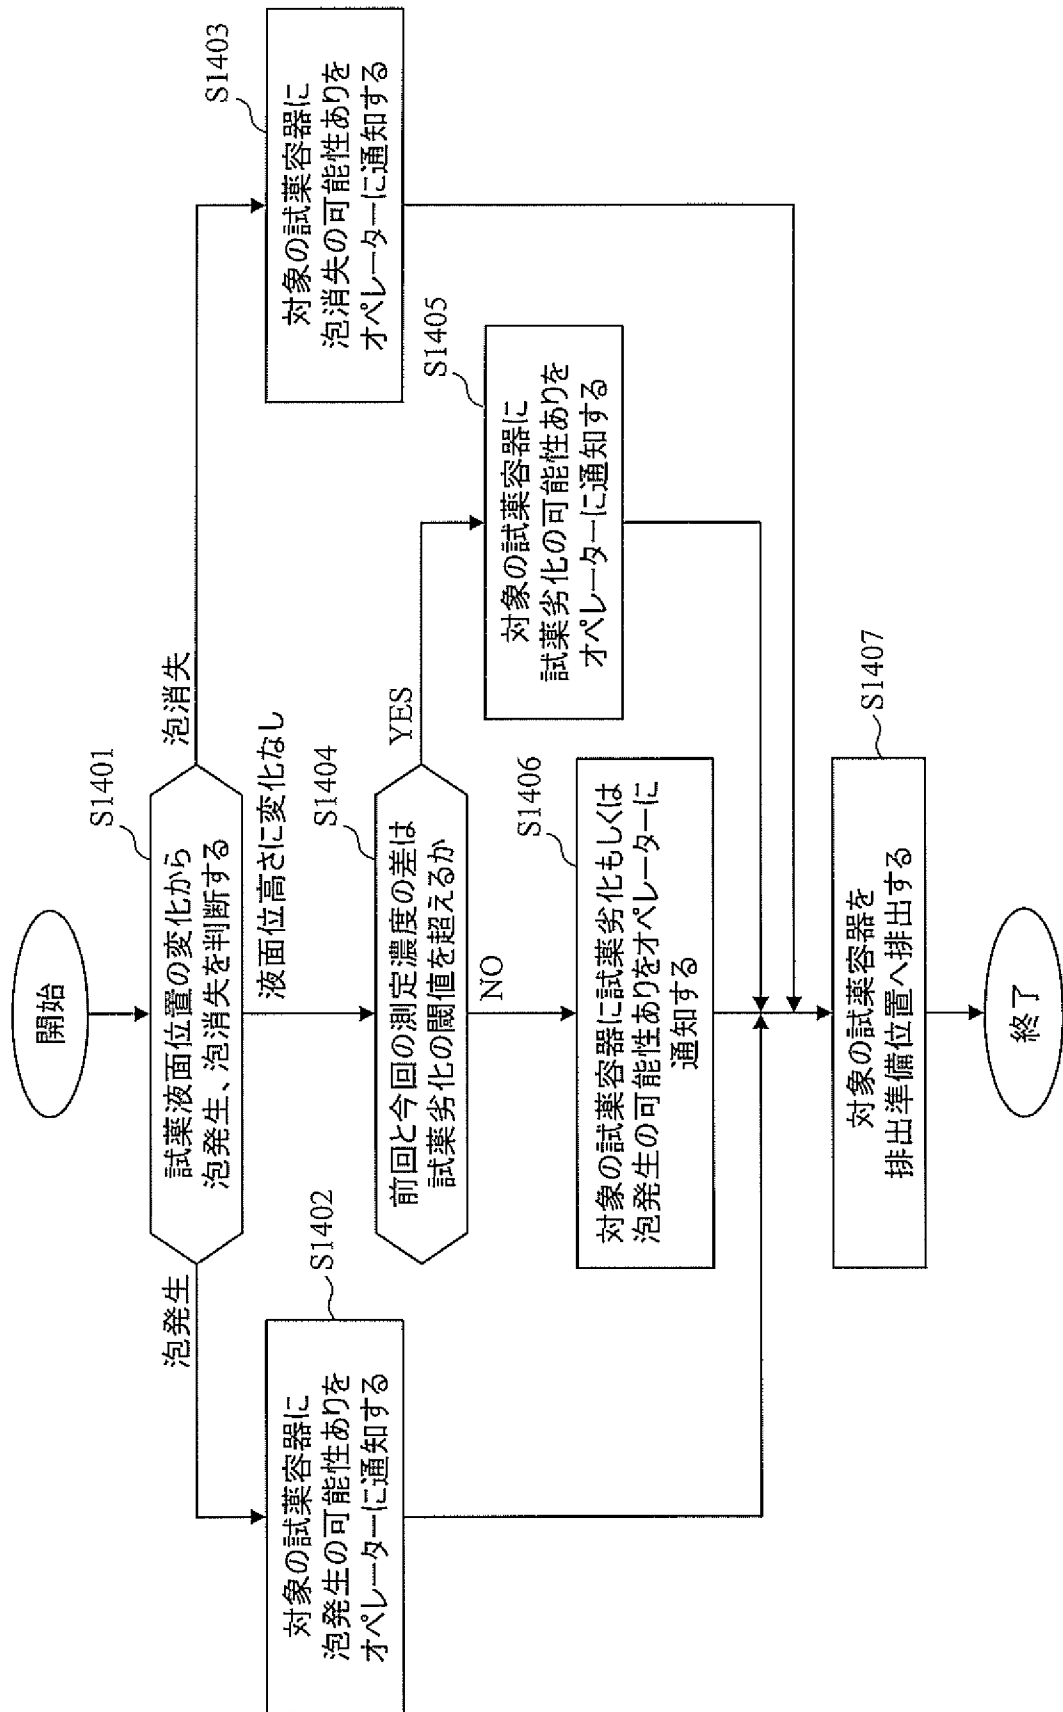 開始
S1401
試薬液面位置の変化から
泡発生、泡消失を判断する
泡発生
泡消失
液面位高さに変化なし
S1402
対象の試薬容器に
泡発生の可能性ありを
オペレーターに通知する
S1403
対象の試薬容器に
泡消失の可能性ありを
オペレーターに通知する
S1404
前回と今回の測定濃度の差は
試薬劣化の閾値を超えるか
YES
NO
S1405
対象の試薬容器に
試薬劣化の可能性ありを
オペレーターに通知する
S1406
対象の試薬容器に試薬劣化もしくは
泡発生の可能性ありをオペレーターに
通知する
S1407
対象の試薬容器を
排出準備位置へ排出する
終了